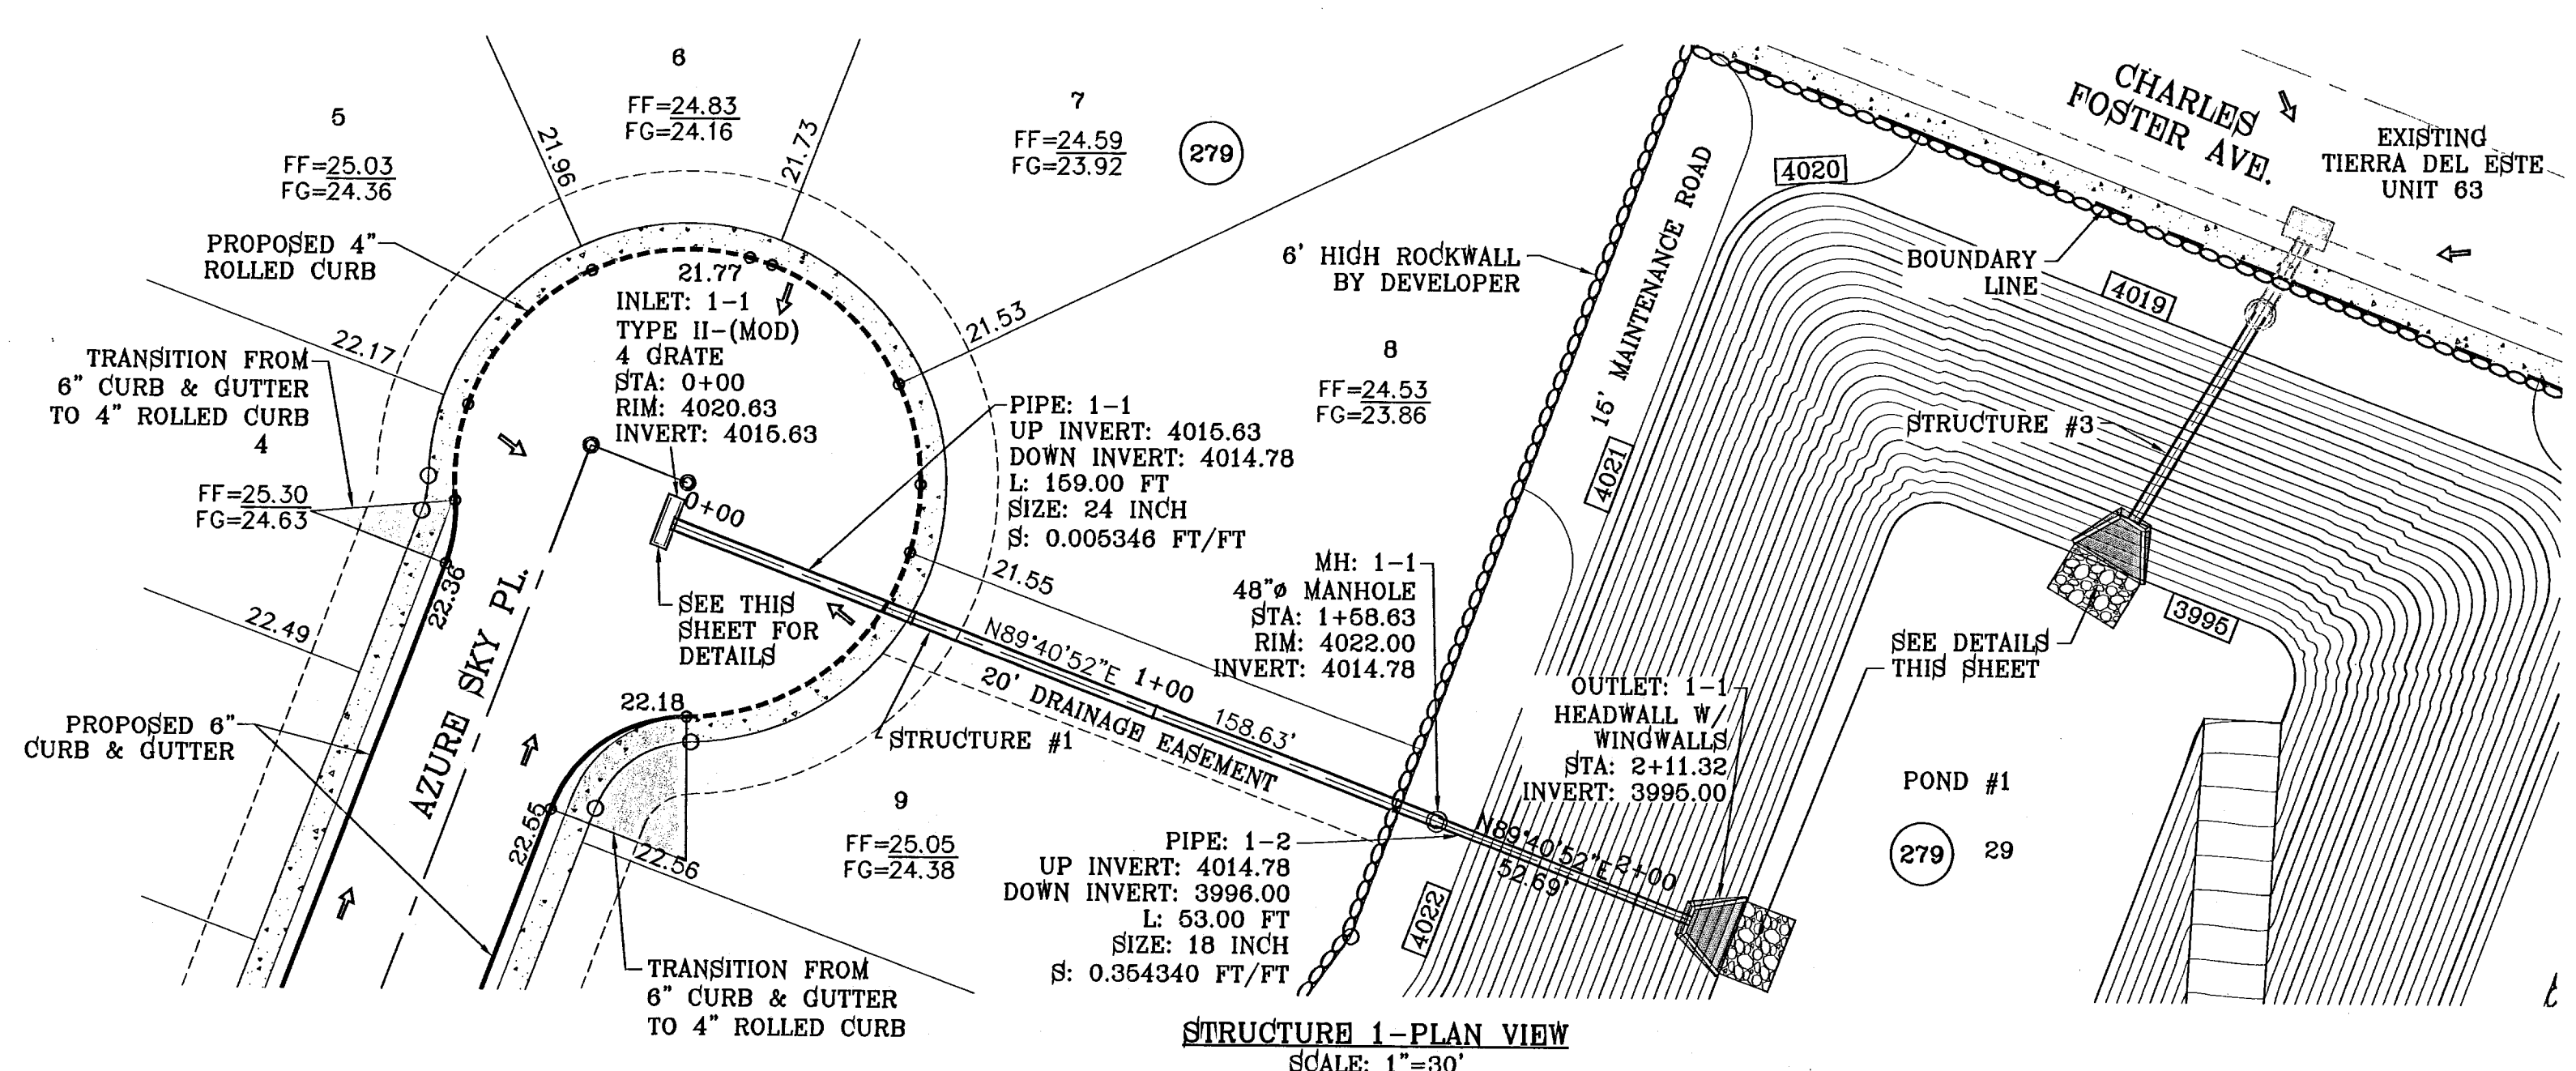 5
FF=25.03
FG=24.36
6
FF=24.83
FG=24.16
7
FF=24.59
FG=23.92
279
21.96
21.73
PROPOSED 4"
ROLLED CURB
22.17
TRANSITION FROM
6" CURB & GUTTER
TO 4" ROLLED CURB
4
FF=25.30
FG=24.63
21.77
INLET: 1-1
TYPE II-(MOD)
4 GRATE
STA: 0+00
RIM: 4020.63
INVERT: 4015.63
21.53
0+00
PIPE: 1-1
UP INVERT: 4015.63
DOWN INVERT: 4014.78
L: 159.00 FT
SIZE: 24 INCH
S: 0.005346 FT/FT
8
FF=24.53
FG=23.86
6' HIGH ROCKWALL
BY DEVELOPER
15' MAINTENANCE ROAD
4020
4021
CHARLES
FOSTER AVE.
EXISTING
TIERRA DEL ESTE
UNIT 63
BOUNDARY
LINE
4019
STRUCTURE #3
3995
SEE DETAILS
THIS SHEET
MH: 1-1
48"ø MANHOLE
STA: 1+58.63
RIM: 4022.00
INVERT: 4014.78
21.55
SEE THIS
SHEET FOR
DETAILS
N89°40'52"E
1+00
158.63'
20' DRAINAGE EASEMENT
STRUCTURE #1
22.36
22.49
AZURE SKY PL.
22.18
PROPOSED 6"
CURB & GUTTER
22.55
22.56
9
FF=25.05
FG=24.38
TRANSITION FROM
6" CURB & GUTTER
TO 4" ROLLED CURB
OUTLET: 1-1
HEADWALL W/
WINGWALLS
STA: 2+11.32
INVERT: 3995.00
PIPE: 1-2
UP INVERT: 4014.78
DOWN INVERT: 3996.00
L: 53.00 FT
SIZE: 18 INCH
S: 0.354340 FT/FT
N89°40'52"E
2+00
52.69'
4022
POND #1
279
29
STRUCTURE 1-PLAN VIEW
SCALE: 1"=30'